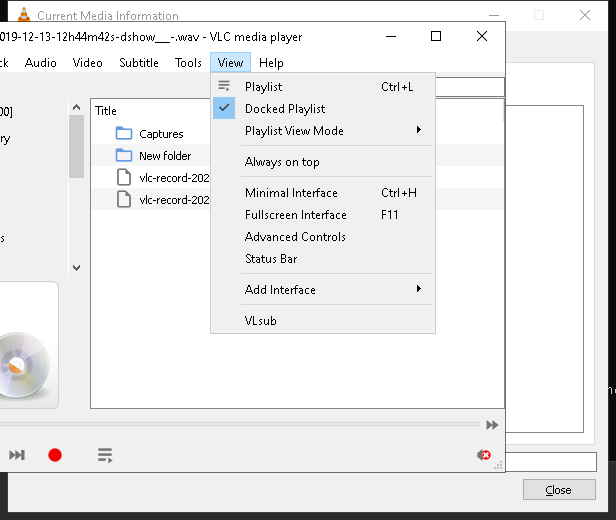 Current Media Information
019-12-13-12h44m42s-dshow__-.wav - VLC media player
ck Audio Video Subtitle Tools View Help
00]
ry
s
Title
Captures
New folder
vlc-record-202
vlc-record-202
Playlist Ctrl+L
Docked Playlist
Playlist View Mode
Always on top
Minimal Interface Ctrl+H
Fullscreen Interface F11
Advanced Controls
Status Bar
Add Interface
VLsub
Close